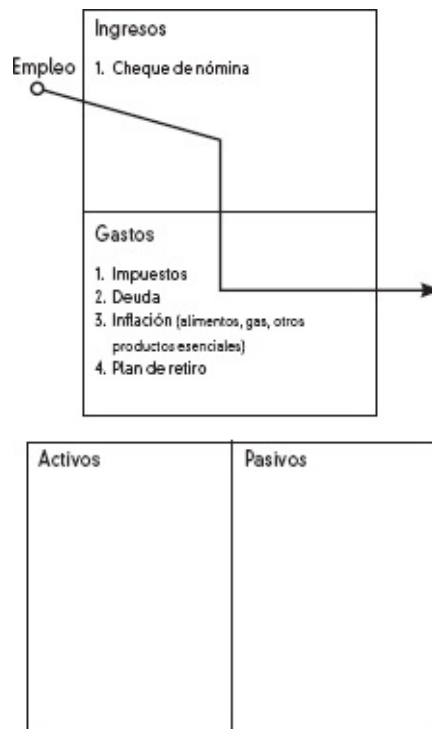 Ingresos
Empleo
1. Cheque de nómina
Gastos
1. Impuestos
2. Deuda
3. Inflación (alimentos, gas, otros
productos esenciales)
4. Plan de retiro
Activos
Pasivos